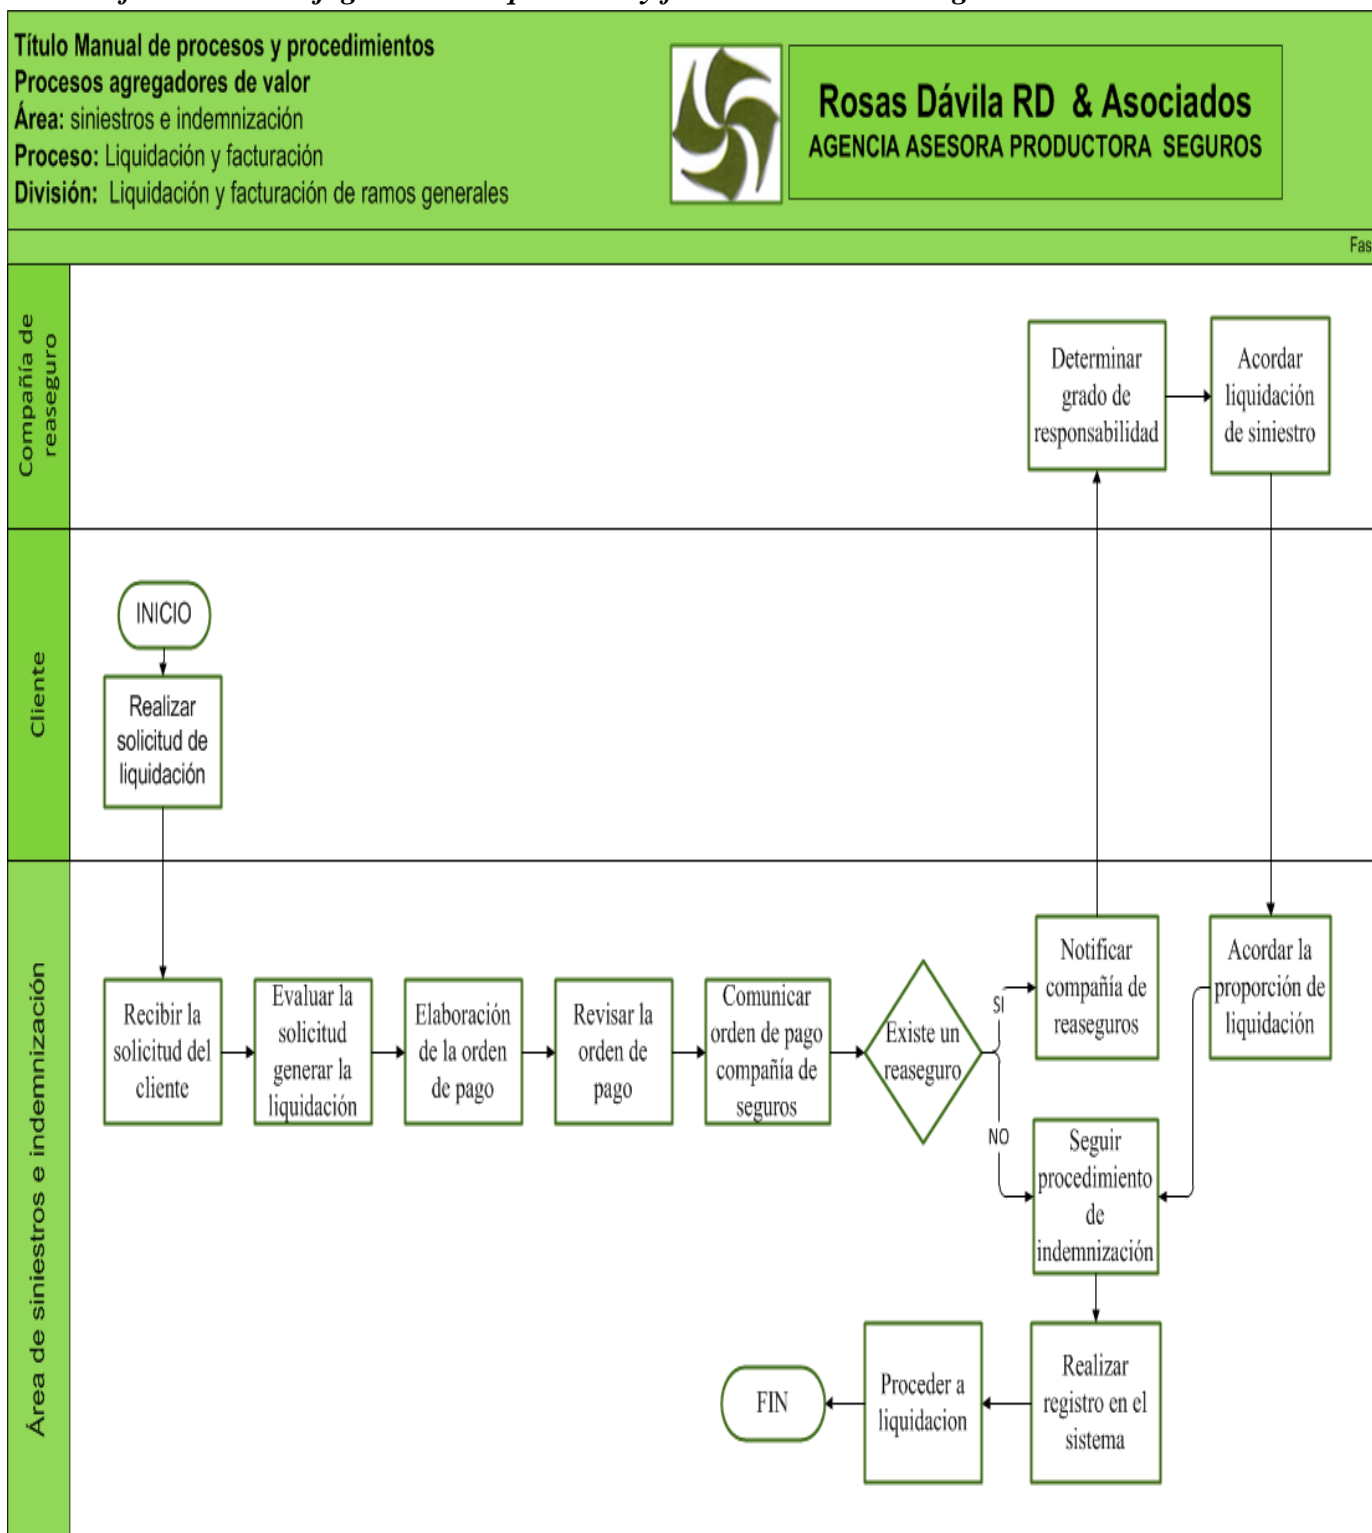 y
Título Manual de procesos y procedimientos
Procesos agregadores de valor
Área: siniestros e indemnización
Proceso: Liquidación y facturación
División: Liquidación y facturación de ramos generales
Rosas Dávila RD & Asociados
AGENCIA ASESORA PRODUCTORA SEGUROS
Fas
Compañía de
reaseguro
Determinar
grado de
responsabilidad
Acordar
liquidación
de siniestro
Cliente
INICIO
Realizar
solicitud de
liquidación
Área de siniestros e indemnización
Recibir la
solicitud del
cliente
Evaluar la
solicitud
generar la
liquidación
Elaboración
de la orden
de pago
Revisar la
orden de
pago
Comunicar
orden de pago
compañía de
seguros
Existe un
reaseguro
SI
NO
Notificar
compañía de
reaseguros
Acordar la
proporción de
liquidación
Seguir
procedimiento
de
indemnización
Realizar
registro en el
sistema
Proceder a
liquidacion
FIN